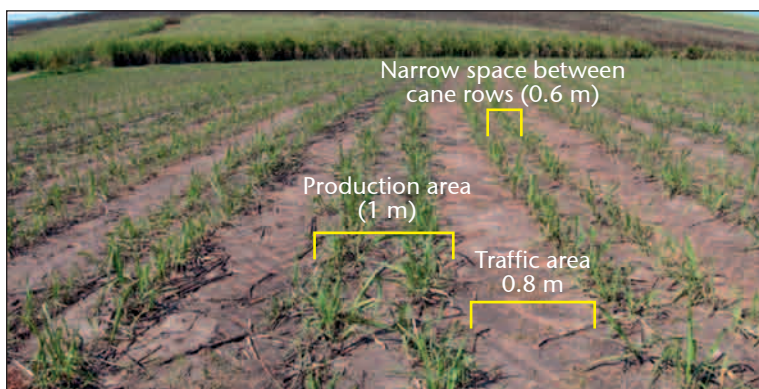 Narrow space between
cane rows (0.6 m)
Production area
(1 m)
Traffic area
0.8 m